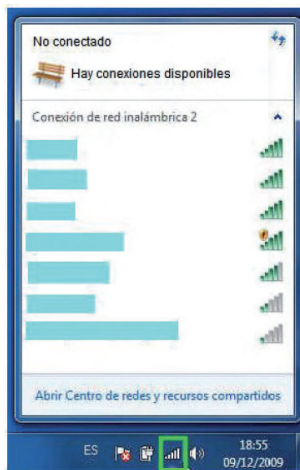 No conectado
Hay conexiones disponibles
Conexión de red inalámbrica 2
Abrir Centro de redes y recursos compartidos
ES
18:55
09/12/2009